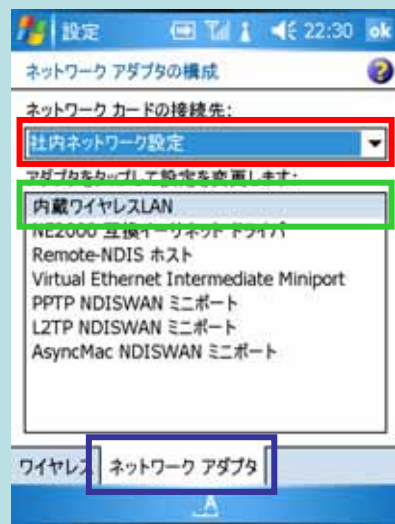 設定 22:30 ok
ネットワーク アダプタの構成
ネットワーク カードの接続先:
社内ネットワーク設定
アダプタをタップして設定を変更します:
内蔵ワイヤレスLAN
NE2000 互換イーサネット ドライバ
Remote-NDIS ホスト
Virtual Ethernet Intermediate Miniport
PPTP NDISWAN ミニポート
L2TP NDISWAN ミニポート
AsyncMac NDISWAN ミニポート
ワイヤレス ネットワーク アダプタ
A